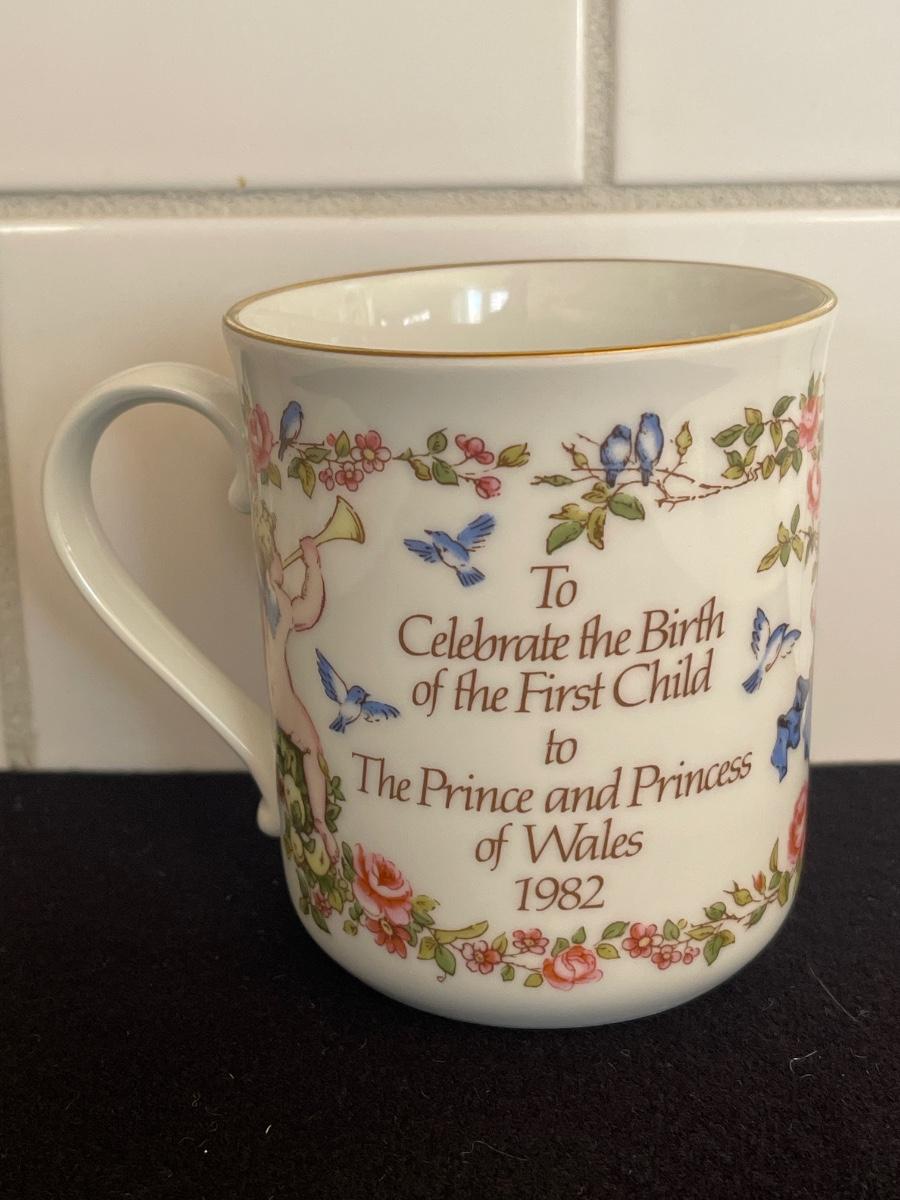 To
Celebrate the Birth
of the First Child
to
The Prince and Princess
of Wales
1982